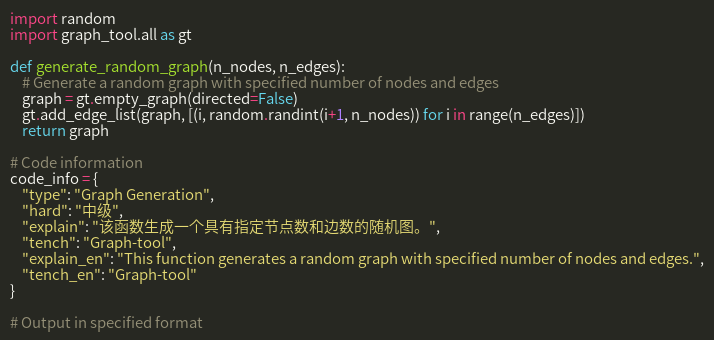 import random
import graph_tool.all as gt
def generate_random_graph(n_nodes, n_edges):
# Generate a random graph with specified number of nodes and edges
graph = gt.empty_graph(directed=False)
gt.add_edge_list(graph, [(i, random.randint(i+1, n_nodes)) for i in range(n_edges)])
return graph
# Code information
code_info = {
"type": "Graph Generation",
"hard": "中级",
"explain": "该函数生成一个具有指定节点数和边数的随机图。",
"tench": "Graph-tool",
"explain_en": "This function generates a random graph with specified number of nodes and edges.",
"tench_en": "Graph-tool"
}
# Output in specified format